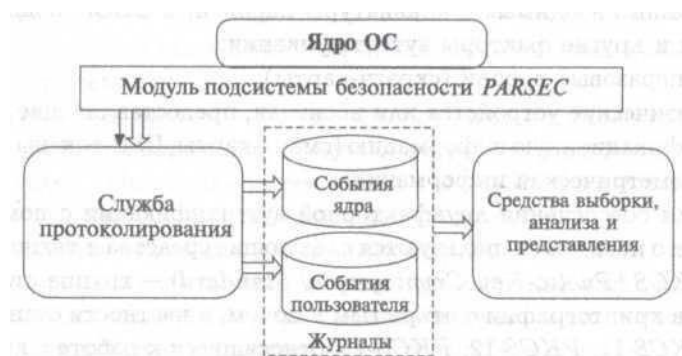 Ядро ОС
Модуль подсистемы безопасности PARSEC
Служба
протоколирования
События
ядра
События
пользователя
Журналы
Средства выборки,
анализа и
представления